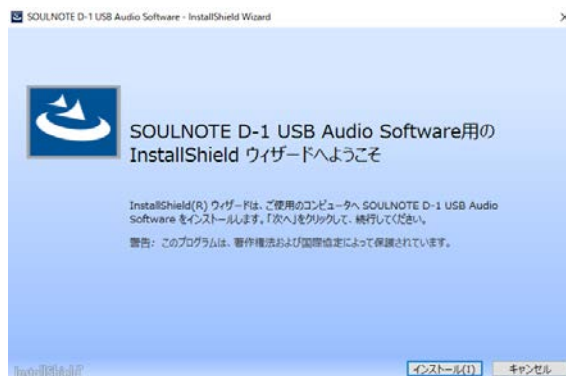 SOULNOTE D-1 USB Audio Software - InstallShield Wizard
SOULNOTE D-1 USB Audio Software用の
InstallShield ウィザードへようこそ
InstallShield(R) ウィザードは、ご使用のコンピュータへ SOULNOTE D-1 USB Audio
Software をインストールします。「次へ」をクリックして、続行してください。
警告: このプログラムは、著作権法および国際協定によって保護されています。
InstallShield
インストール(I)
キャンセル